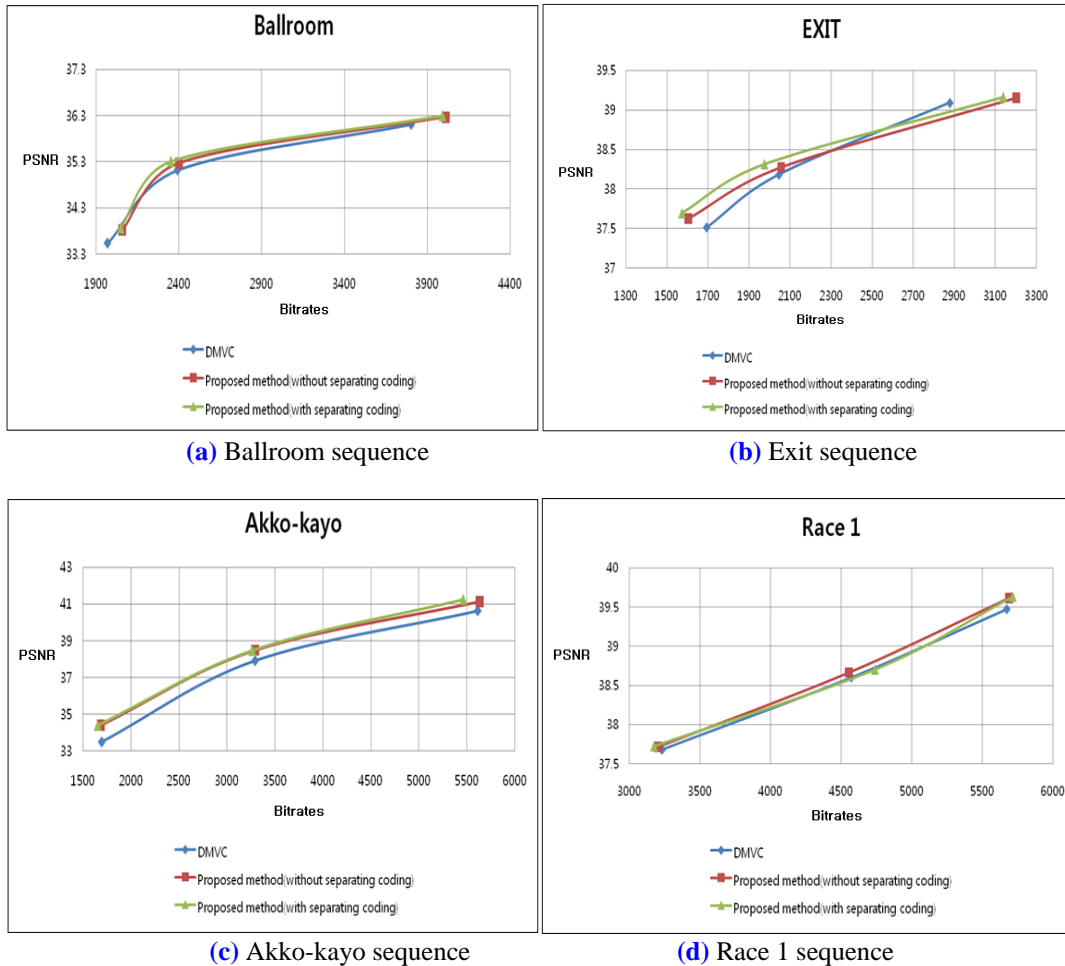 Ballroom
37.3
36.3
35.3
34.3
33.3
PSNR
1900 2400 2900 3400 3900 4400
Bitrates
DMVC
Proposed method(without separating coding)
Proposed method(with separating coding)
(a) Ballroom sequence
EXIT
39.5
39
38.5
38
37.5
37
PSNR
1300 1500 1700 1900 2100 2300 2500 2700 2900 3100 3300
Bitrates
DMVC
Proposed method(without separating coding)
Proposed method(with separating coding)
(b) Exit sequence
Akko-kayo
43
41
39
37
35
33
PSNR
1500 2000 2500 3000 3500 4000 4500 5000 5500 6000
Bitrates
DMVC
Proposed method(without separating coding)
Proposed method(with separating coding)
(c) Akko-kayo sequence
Race 1
40
39.5
39
38.5
38
37.5
PSNR
3000 4000 5000 6000
Bitrates
DMVC
Proposed method(without separating coding)
Proposed method(with separating coding)
(d) Race 1 sequence